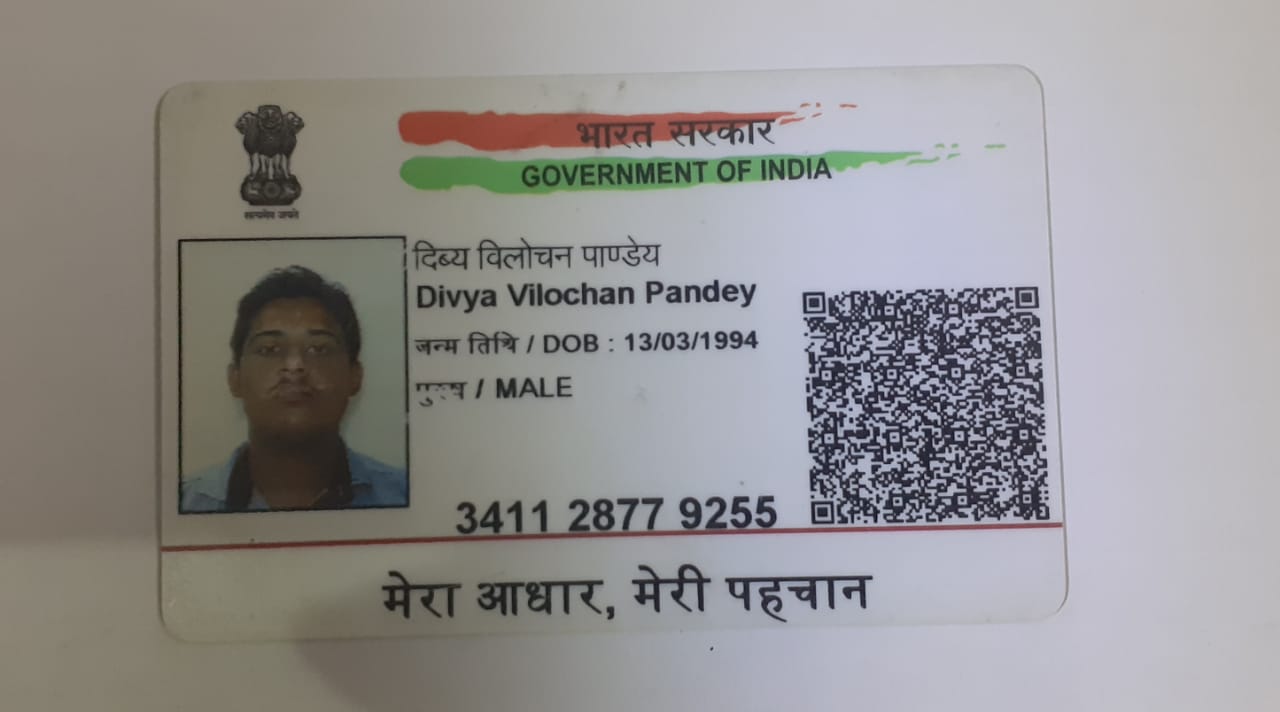 भारत सरकार
GOVERNMENT OF INDIA
सत्यमेव जयते
दिब्य विलोचन पाण्डेय
Divya Vilochan Pandey
जन्म तिथि / DOB : 13/03/1994
पुरुष / MALE
3411 2877 9255
मेरा आधार, मेरी पहचान